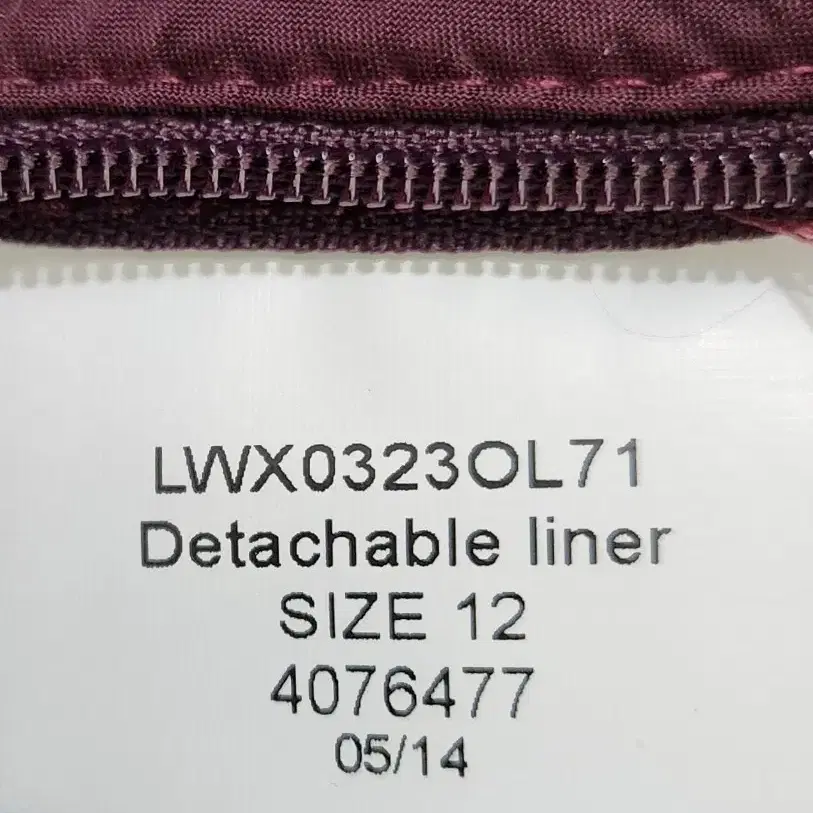 LWX0323OL71
Detachable liner
SIZE 12
4076477
05/14